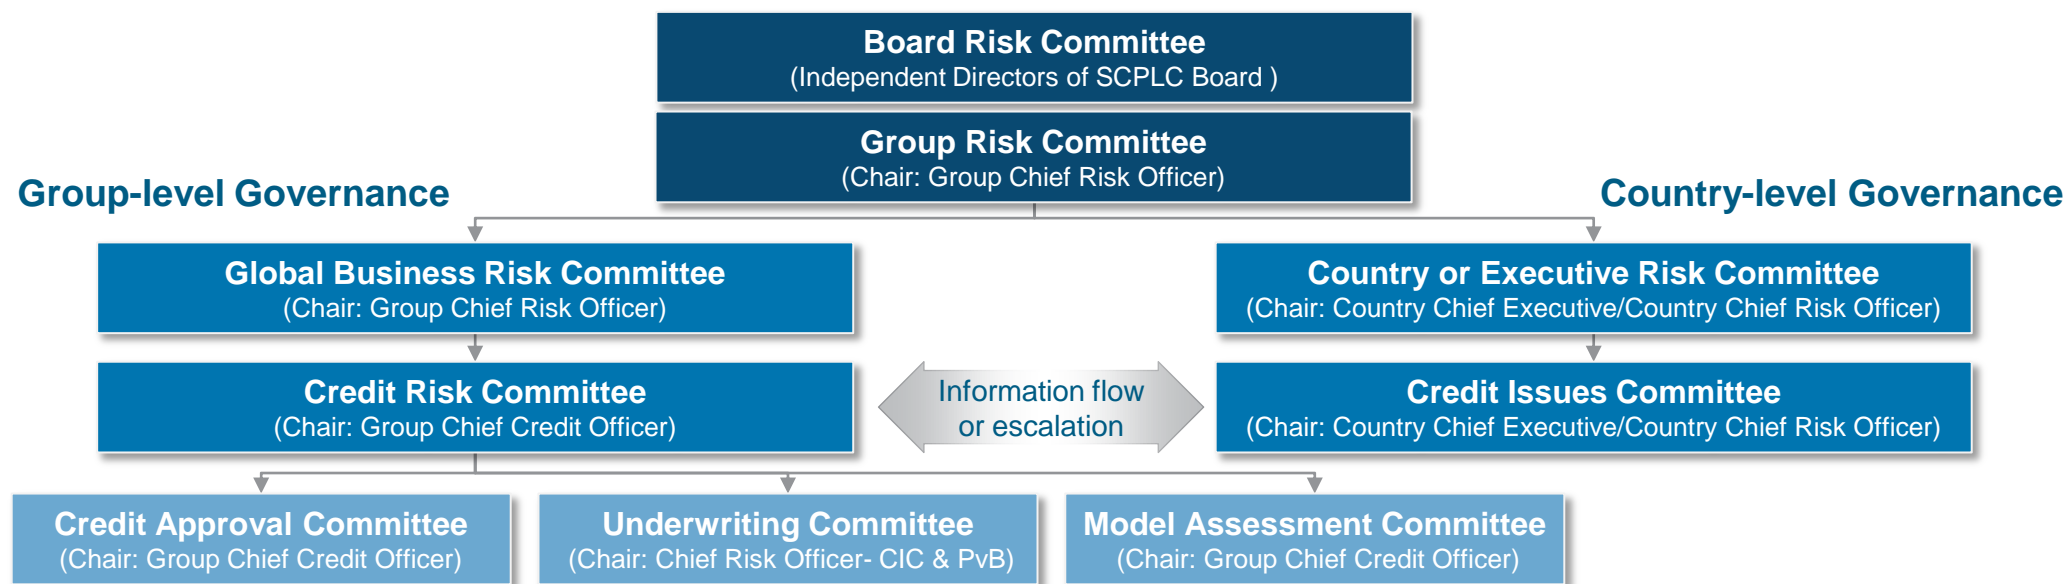 Board Risk Committee
(Independent Directors of SCPLC Board )
Group Risk Committee
(Chair: Group Chief Risk Officer)
Group-level Governance
Country-level Governance
Global Business Risk Committee
(Chair: Group Chief Risk Officer)
Country or Executive Risk Committee
(Chair: Country Chief Executive/Country Chief Risk Officer)
Credit Risk Committee
(Chair: Group Chief Credit Officer)
Information flow
or escalation
Credit Issues Committee
(Chair: Country Chief Executive/Country Chief Risk Officer)
Credit Approval Committee
(Chair: Group Chief Credit Officer)
Underwriting Committee
(Chair: Chief Risk Officer- CIC & PvB)
Model Assessment Committee
(Chair: Group Chief Credit Officer)